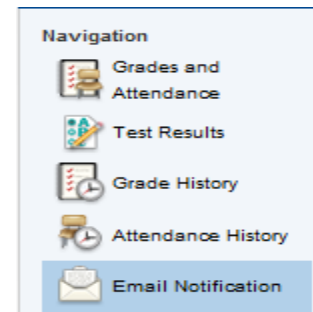 Navigation
Grades and
Attendance
Test Results
Grade History
Attendance History
Email Notification